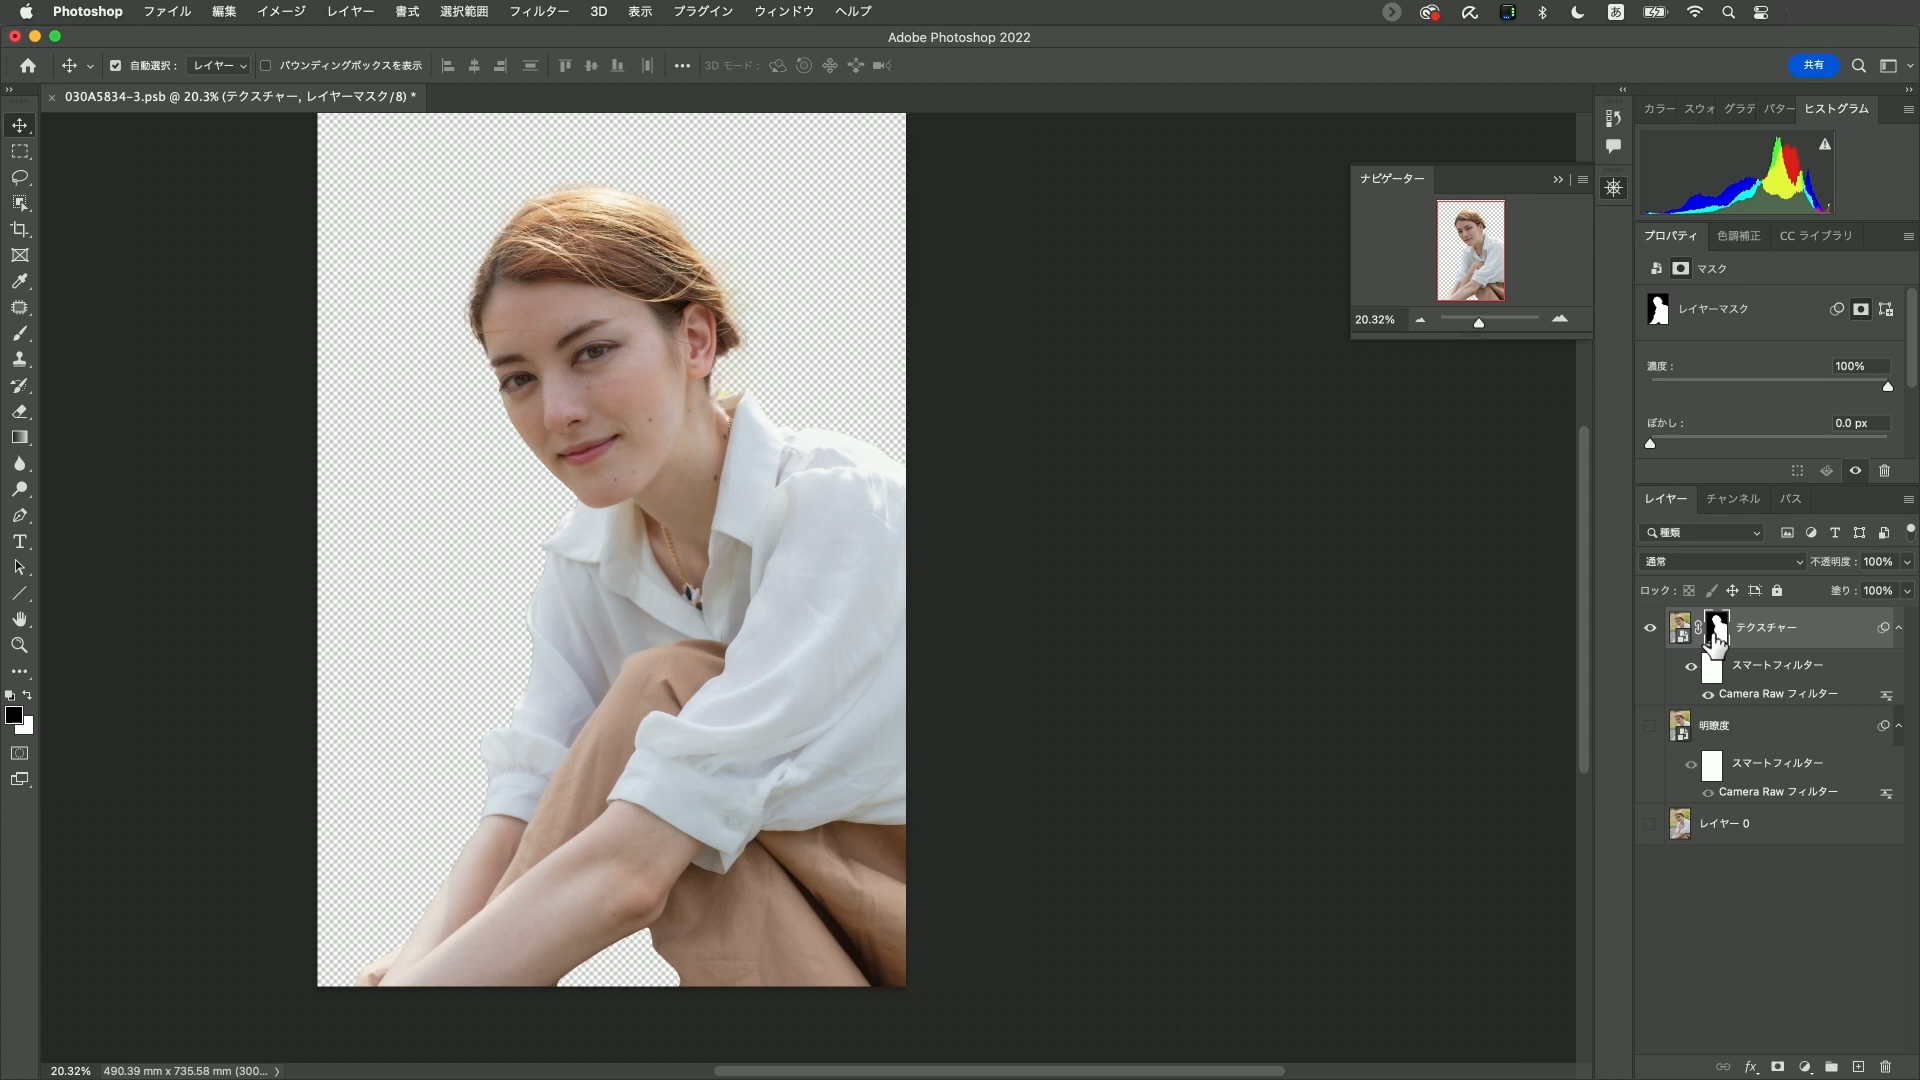 Photoshop ファイル 編集 イメージ レイヤー 書式 選択範囲 フィルター 3D 表示 プラグイン ウィンドウ ヘルプ あ
Adobe Photoshop 2022
自動選択： レイヤー バウンディングボックスを表示 3D モード： 共有
× 030A5834-3.psb @ 20.3% (テクスチャー, レイヤーマスク/8) *
カラー スウォ グラデ パター ヒストグラム
ナビゲーター
20.32%
プロパティ 色調補正 CC ライブラリ
マスク
レイヤーマスク
濃度： 100%
ぼかし： 0.0 px
レイヤー チャンネル パス
種類
通常 不透明度： 100%
ロック： 塗り： 100%
テクスチャー
スマートフィルター
Camera Raw フィルター
明瞭度
スマートフィルター
Camera Raw フィルター
レイヤー 0
20.32% 490.39 mm x 735.58 mm (300...
fx